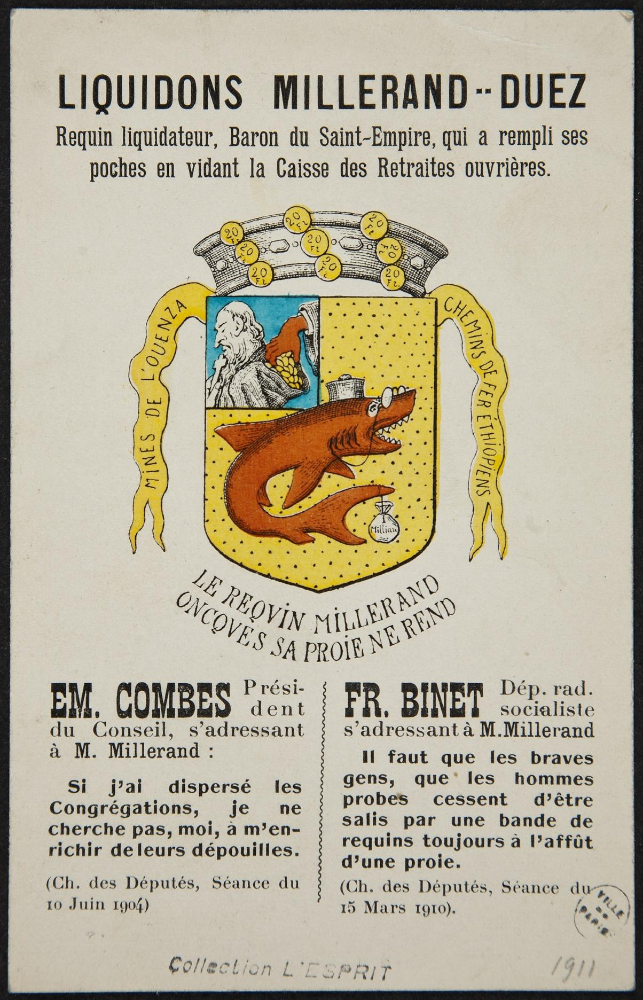 LIQUIDONS MILLERAND--DUEZ
Requin liquidateur, Baron du Saint-Empire, qui a rempli ses
poches en vidant la Caisse des Retraites ouvrières.
20 Fr
20 Fr
20 Fr
20 Fr
20 Fr
20 Fr
20 Fr
20 Fr
20 Fr
20 Fr.
MINES DE L'OUENZA
CHEMINS DE FER ÉTHIOPIENS
LE REQVIN MILLERAND
ONCQVES SA PROIE NE REND
EM. COMBES Prési-
dent
du Conseil, s'adressant
à M. Millerand :
Si j'ai dispersé les
Congrégations, je ne
cherche pas, moi, à m'en-
richir de leurs dépouilles.
(Ch. des Députés, Séance du
10 Juin 1904)
FR. BINET Dép. rad.
socialiste
s'adressant à M. Millerand
Il faut que les braves
gens, que les hommes
probes cessent d'être
salis par une bande de
requins toujours à l'affût
d'une proie.
(Ch. des Députés, Séance du
15 Mars 1910).
VILLE
DE
PARIS
Collection L'ESPRIT
1911